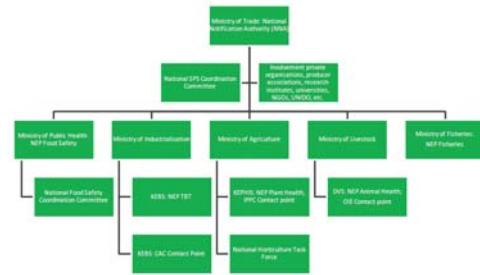 Ministry of Trade: National
Notification Authority (NNA)
National SPS Coordination
Committee
Involvement private
organisations, producer
associations, research
institutes, universities,
NGOs, UNIDO, etc.
Ministry of Public Health:
NEP Food Safety
Ministry of Industrialisation
Ministry of Agriculture
Ministry of Livestock
Ministry of Fisheries:
NEP Fisheries
National Food Safety
Coordination Committee
KEBS: NEP TBT
KEPHIS: NEP Plant Health,
IPPC Contact point
DVS: NEP Animal Health;
OIE Contact point
KEBS: CAC Contact Point
National Horticulture Task
Force